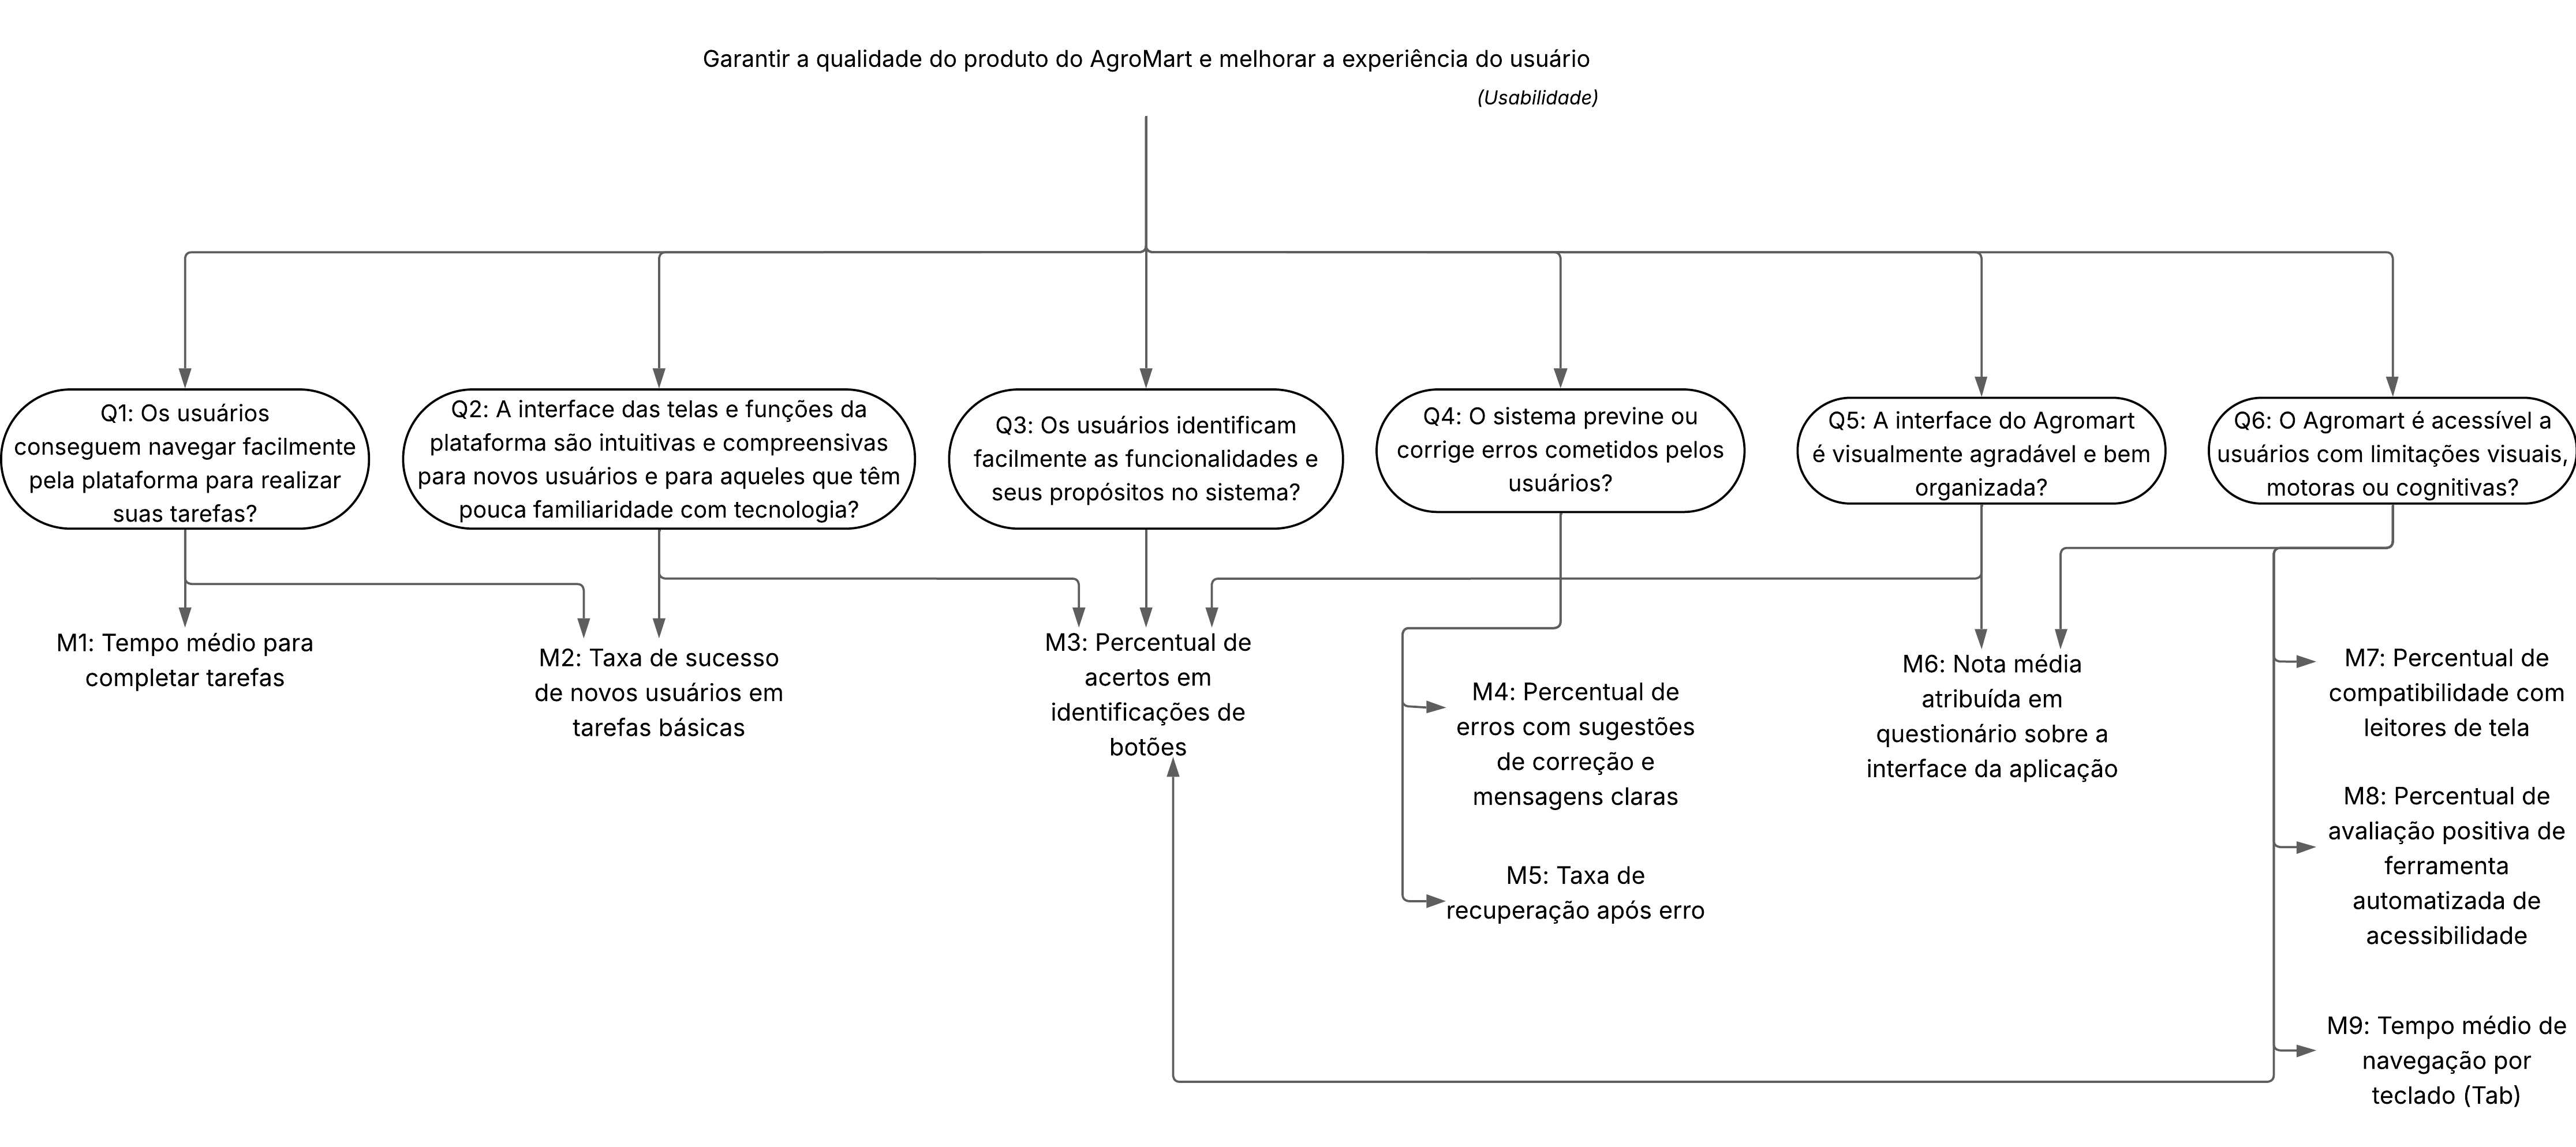 Garantir a qualidade do produto do AgroMart e melhorar a experiência do usuário
(Usabilidade)
Q1: Os usuários
conseguem navegar facilmente
pela plataforma para realizar
suas tarefas?
Q2: A interface das telas e funções da
plataforma são intuitivas e compreensivas
para novos usuários e para aqueles que têm
pouca familiaridade com tecnologia?
Q3: Os usuários identificam
facilmente as funcionalidades e
seus propósitos no sistema?
Q4: O sistema previne ou
corrige erros cometidos pelos
usuários?
Q5: A interface do Agromart
é visualmente agradável e bem
organizada?
Q6: O Agromart é acessível a
usuários com limitações visuais,
motoras ou cognitivas?
M1: Tempo médio para
completar tarefas
M2: Taxa de sucesso
de novos usuários em
tarefas básicas
M3: Percentual de
acertos em
identificações de
botões
M4: Percentual de
erros com sugestões
de correção e
mensagens claras
M5: Taxa de
recuperação após erro
M6: Nota média
atribuída em
questionário sobre a
interface da aplicação
M7: Percentual de
compatibilidade com
leitores de tela
M8: Percentual de
avaliação positiva de
ferramenta
automatizada de
acessibilidade
M9: Tempo médio de
navegação por
teclado (Tab)